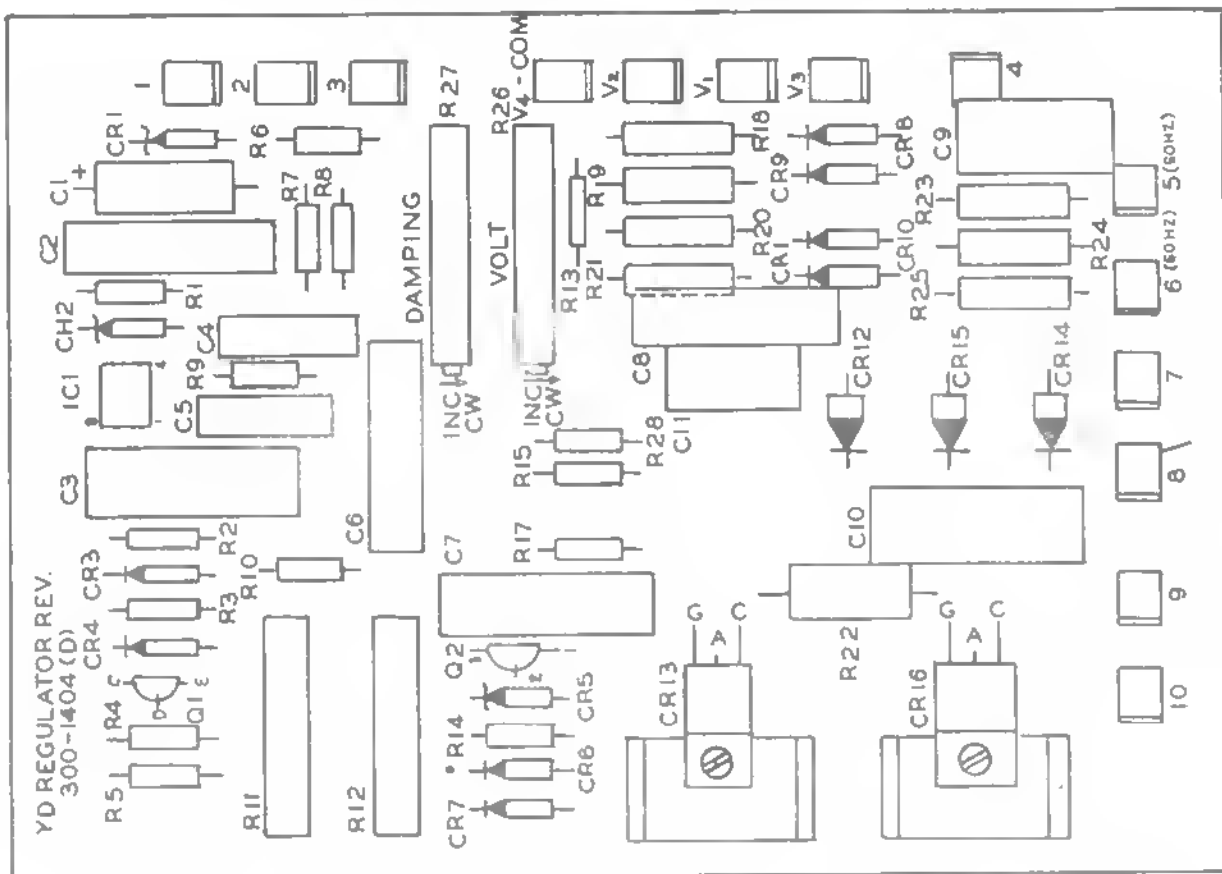 YD REGULATOR REV.
300-1404 (D)
R5
R4
Q1
C
E
CR4
R3
CR3
R2
R10
C3
IC1
4
C5
R9
C4
CH2
R1
C2
R7
R8
C1
+
CR1
R6
1
2
3
R11
R12
C6
DAMPING
R27
INC
CW
VOLT
R26
V4-COM
INC
CW
V2
V1
V3
4
CR7
CR6
R14
CR5
Q2
C7
R17
R15
R28
C11
C8
R13
R21
R20
R19
R18
CR1
CR10
CR9
CR8
C9
R23
R24
R25
CR12
CR15
CR14
C10
R22
CR13
G
A
C
CR16
G
A
C
5 (60HZ)
6 (50HZ)
7
8
9
10